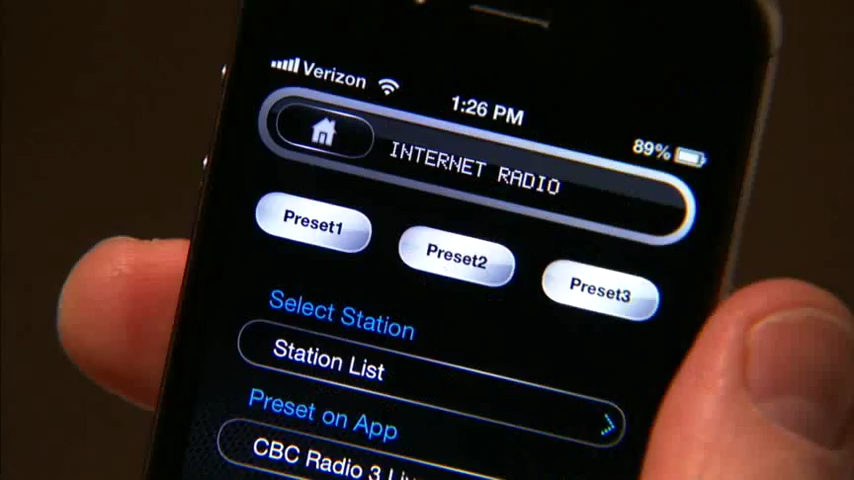 Verizon
1:26 PM
89%
INTERNET RADIO
Preset1
Preset2
Preset3
Select Station
Station List
Preset on App
CBC Radio 3